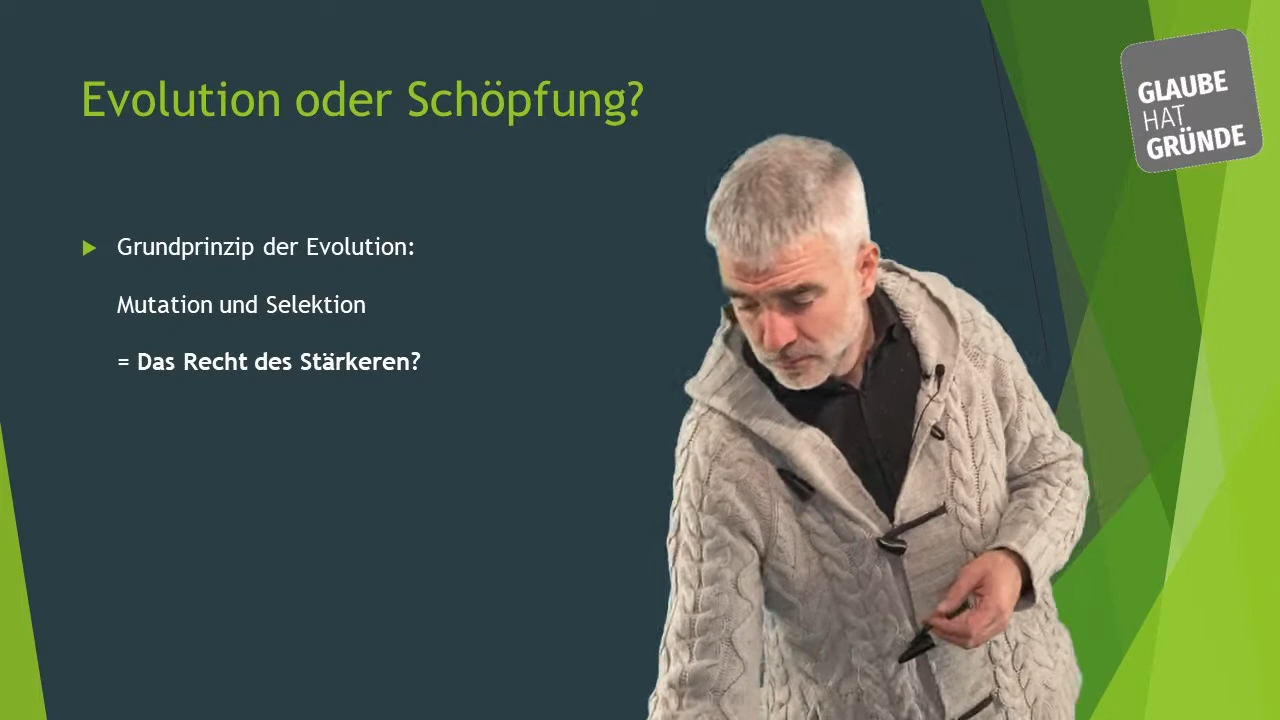 Evolution oder Schöpfung?
GLAUBE
HAT
GRÜNDE
Grundprinzip der Evolution:
Mutation und Selektion
= Das Recht des Stärkeren?